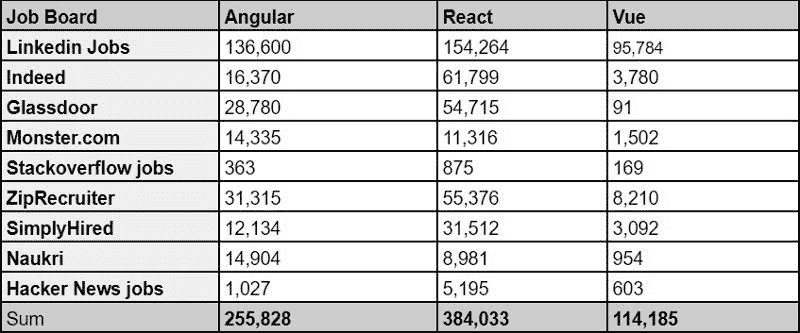 Job Board Angular React Vue
Linkedin Jobs 136,600 154,264 95,784
Indeed 16,370 61,799 3,780
Glassdoor 28,780 54,715 91
Monster.com 14,335 11,316 1,502
Stackoverflow jobs 363 875 169
ZipRecruiter 31,315 55,376 8,210
SimplyHired 12,134 31,512 3,092
Naukri 14,904 8,981 954
Hacker News jobs 1,027 5,195 603
Sum 255,828 384,033 114,185